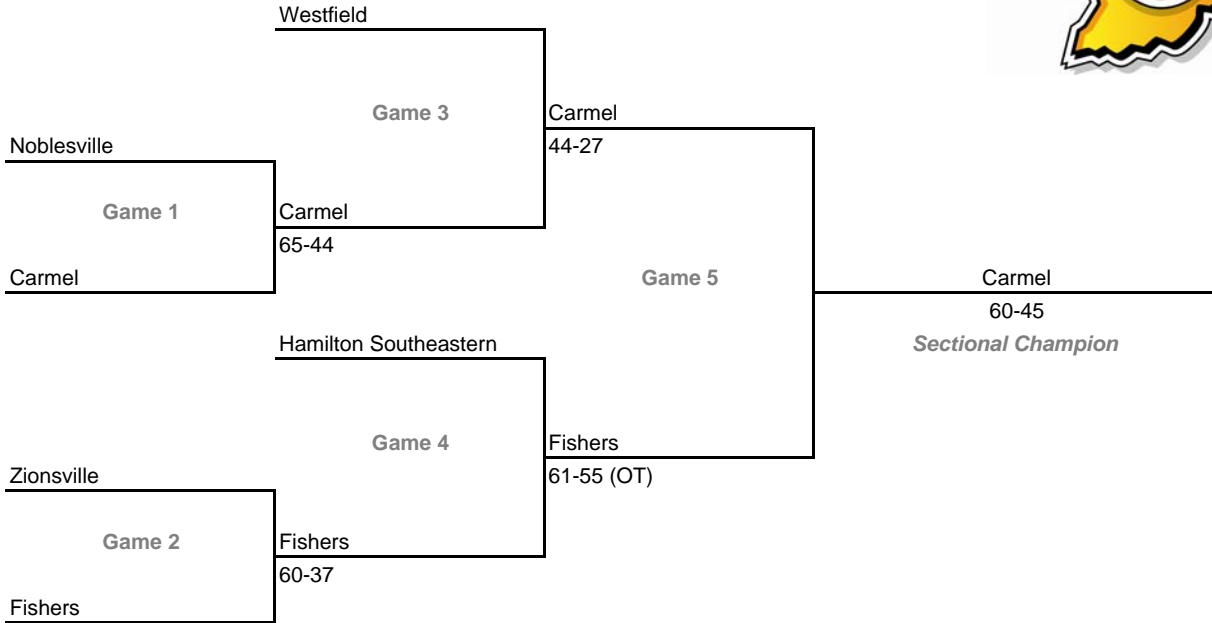 Westfield
Game 3
Carmel
Noblesville
44-27
Game 1
Carmel
65-44
Carmel
Game 5
Carmel
60-45
Hamilton Southeastern
Sectional Champion
Game 4
Fishers
Zionsville
61-55 (OT)
Game 2
Fishers
60-37
Fishers